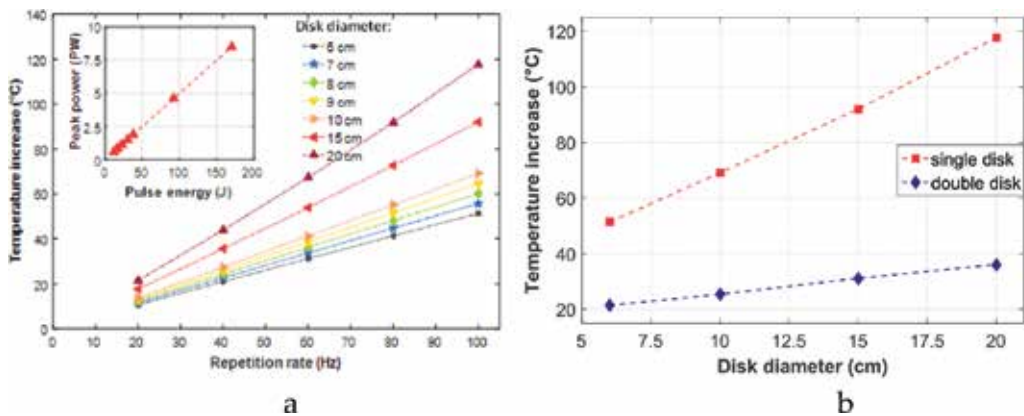 Temperature increase (°C)
140
120
100
80
60
40
20
0
0 10 20 30 40 50 60 70 80 90 100
Repetition rate (Hz)
Peak power (PW)
10
7.5
5
2.5
0
0 50 100 150 200
Pulse energy (J)
Disk diameter:
6 cm
7 cm
8 cm
9 cm
10 cm
15 cm
20 cm
a
Temperature increase (°C)
120
100
80
60
40
20
5 7.5 10 12.5 15 17.5 20
Disk diameter (cm)
single disk
double disk
b